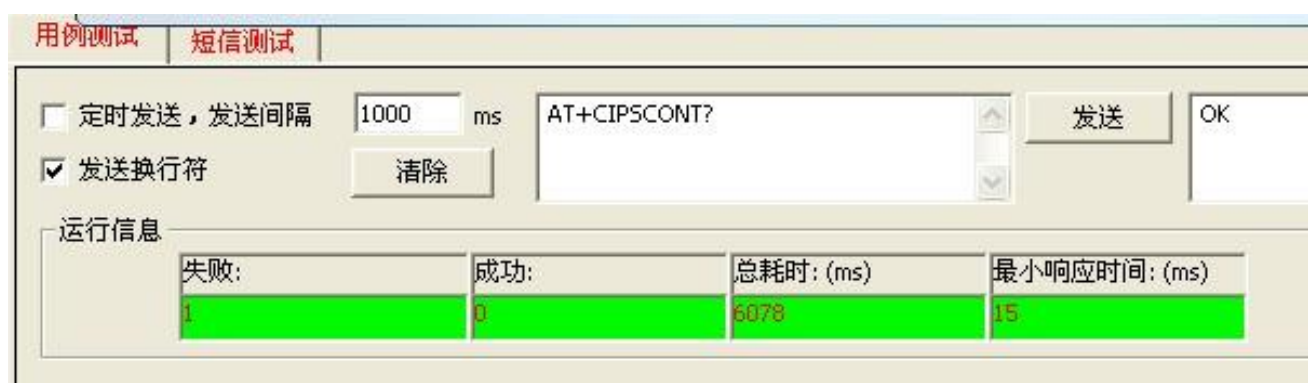 用例测试
短信测试
定时发送，发送间隔 1000 ms AT+CIPSCONT? 发送 OK
发送换行符 清除
运行信息
失败: 成功: 总耗时: (ms) 最小响应时间: (ms)
1 0 6078 15